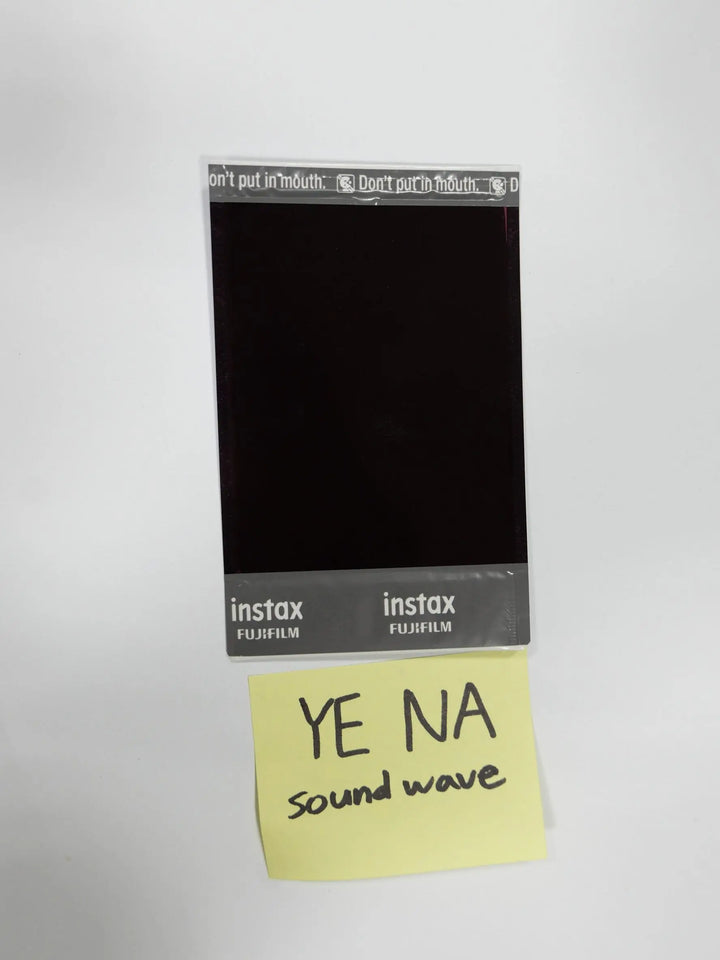 on't put in mouth. Don't put in mouth. D
instax instax
FUJIFILM FUJIFILM
YE NA
sound wave